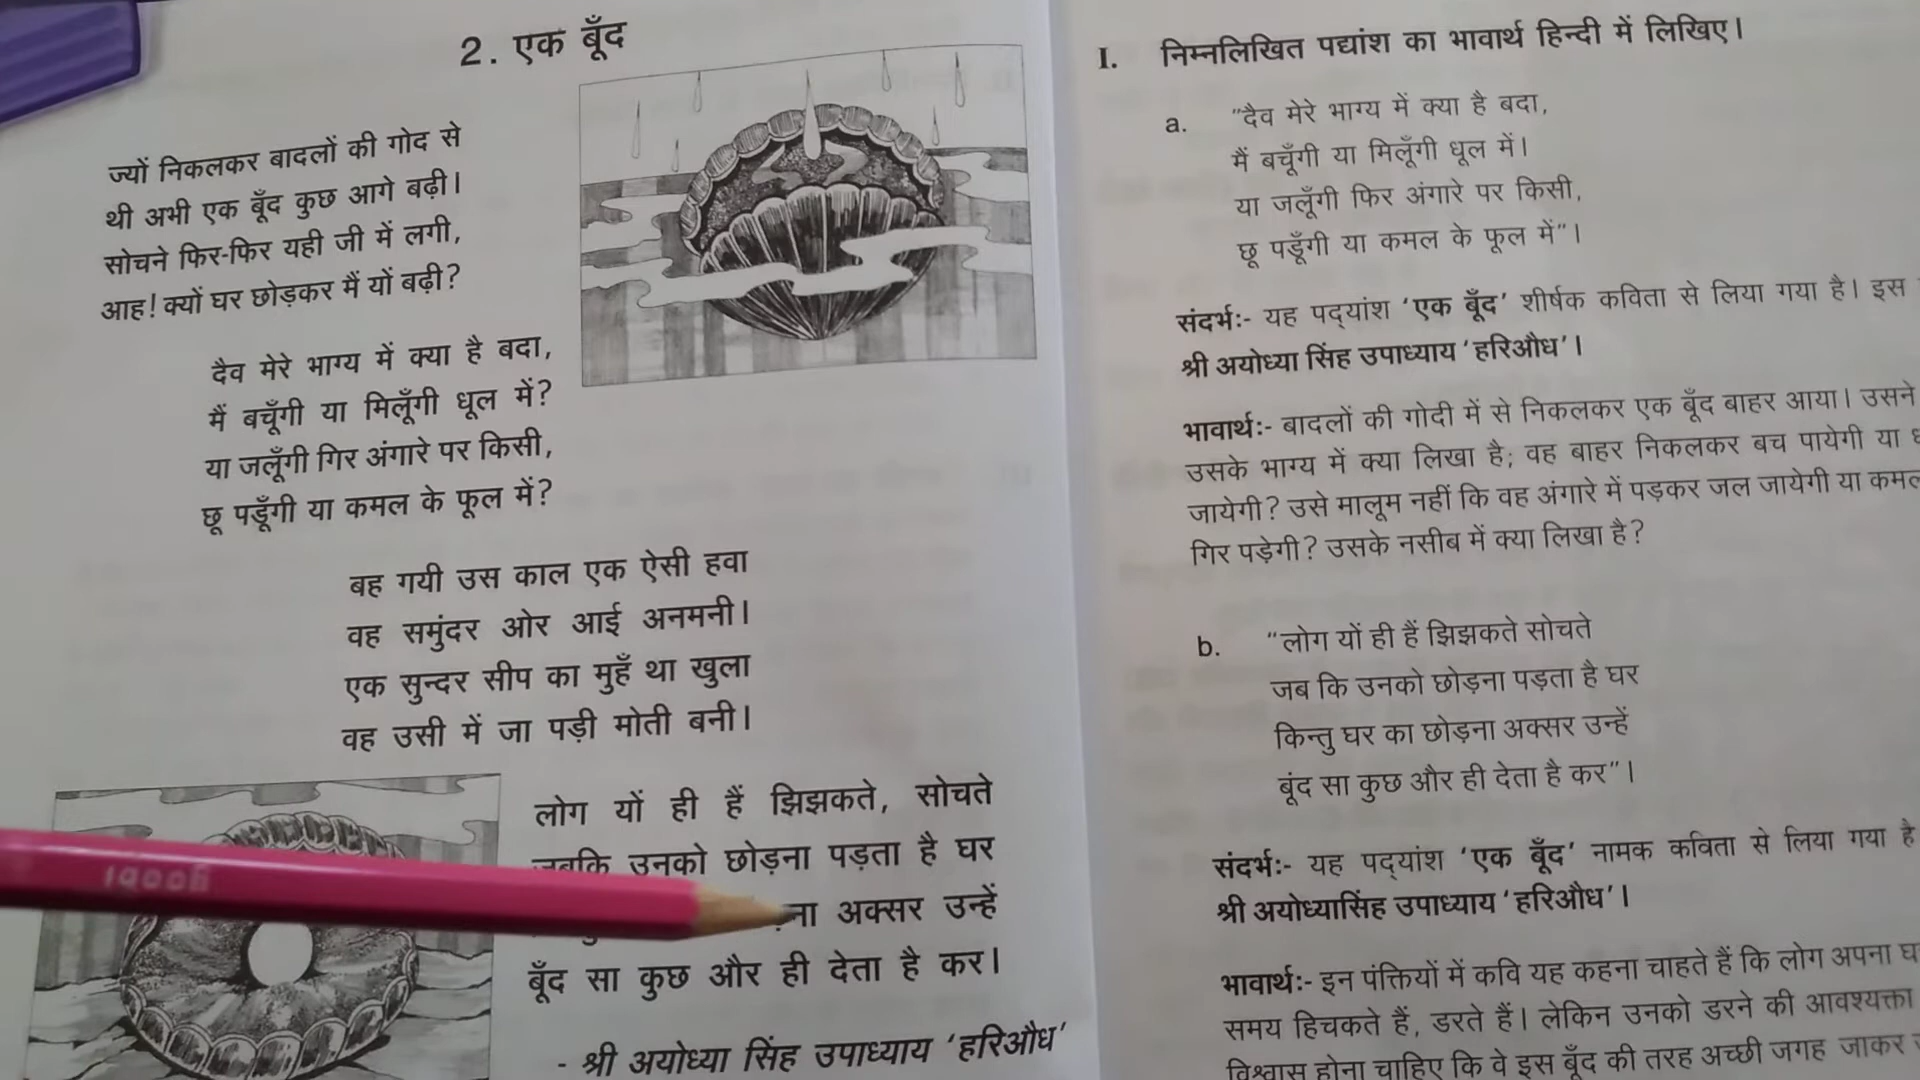 2. एक बूँद
ज्यों निकलकर बादलों की गोद से
थी अभी एक बूँद कुछ आगे बढ़ी।
सोचने फिर-फिर यही जी में लगी,
आह! क्यों घर छोड़कर मैं यों बढ़ी?
दैव मेरे भाग्य में क्या है बदा,
मैं बचूँगी या मिलूँगी धूल में?
या जलूँगी गिर अंगारे पर किसी,
छू पडूँगी या कमल के फूल में?
बह गयी उस काल एक ऐसी हवा
वह समुंदर ओर आई अनमनी।
एक सुन्दर सीप का मुहँ था खुला
वह उसी में जा पड़ी मोती बनी।
लोग यों ही हैं झिझकते, सोचते
उनको छोड़ना पड़ता है घर
अक्सर उन्हें
बूँद सा कुछ और ही देता है कर।
- श्री अयोध्या सिंह उपाध्याय 'हरिऔध'
I. निम्नलिखित पद्यांश का भावार्थ हिन्दी में लिखिए।
a. "दैव मेरे भाग्य में क्या है बदा,
मैं बचूँगी या मिलूँगी धूल में।
या जलूँगी फिर अंगारे पर किसी,
छू पडूँगी या कमल के फूल में"।
संदर्भः- यह पद्यांश 'एक बूँद' शीर्षक कविता से लिया गया है। इस
श्री अयोध्या सिंह उपाध्याय 'हरिऔध'।
भावार्थः- बादलों की गोदी में से निकलकर एक बूँद बाहर आया। उसने
उसके भाग्य में क्या लिखा है; वह बाहर निकलकर बच पायेगी या
जायेगी? उसे मालूम नहीं कि वह अंगारे में पड़कर जल जायेगी या कमल
गिर पड़ेगी? उसके नसीब में क्या लिखा है?
b. "लोग यों ही हैं झिझकते सोचते
जब कि उनको छोड़ना पड़ता है घर
किन्तु घर का छोड़ना अक्सर उन्हें
बूंद सा कुछ और ही देता है कर"।
संदर्भः- यह पद्यांश 'एक बूँद' नामक कविता से लिया गया है
श्री अयोध्यासिंह उपाध्याय 'हरिऔध'।
भावार्थः- इन पंक्तियों में कवि यह कहना चाहते हैं कि लोग अपना
समय हिचकते हैं, डरते हैं। लेकिन उनको डरने की आवश्यक्ता
विश्वास होना चाहिए कि वे इस बूँद की तरह अच्छी जगह जाकर